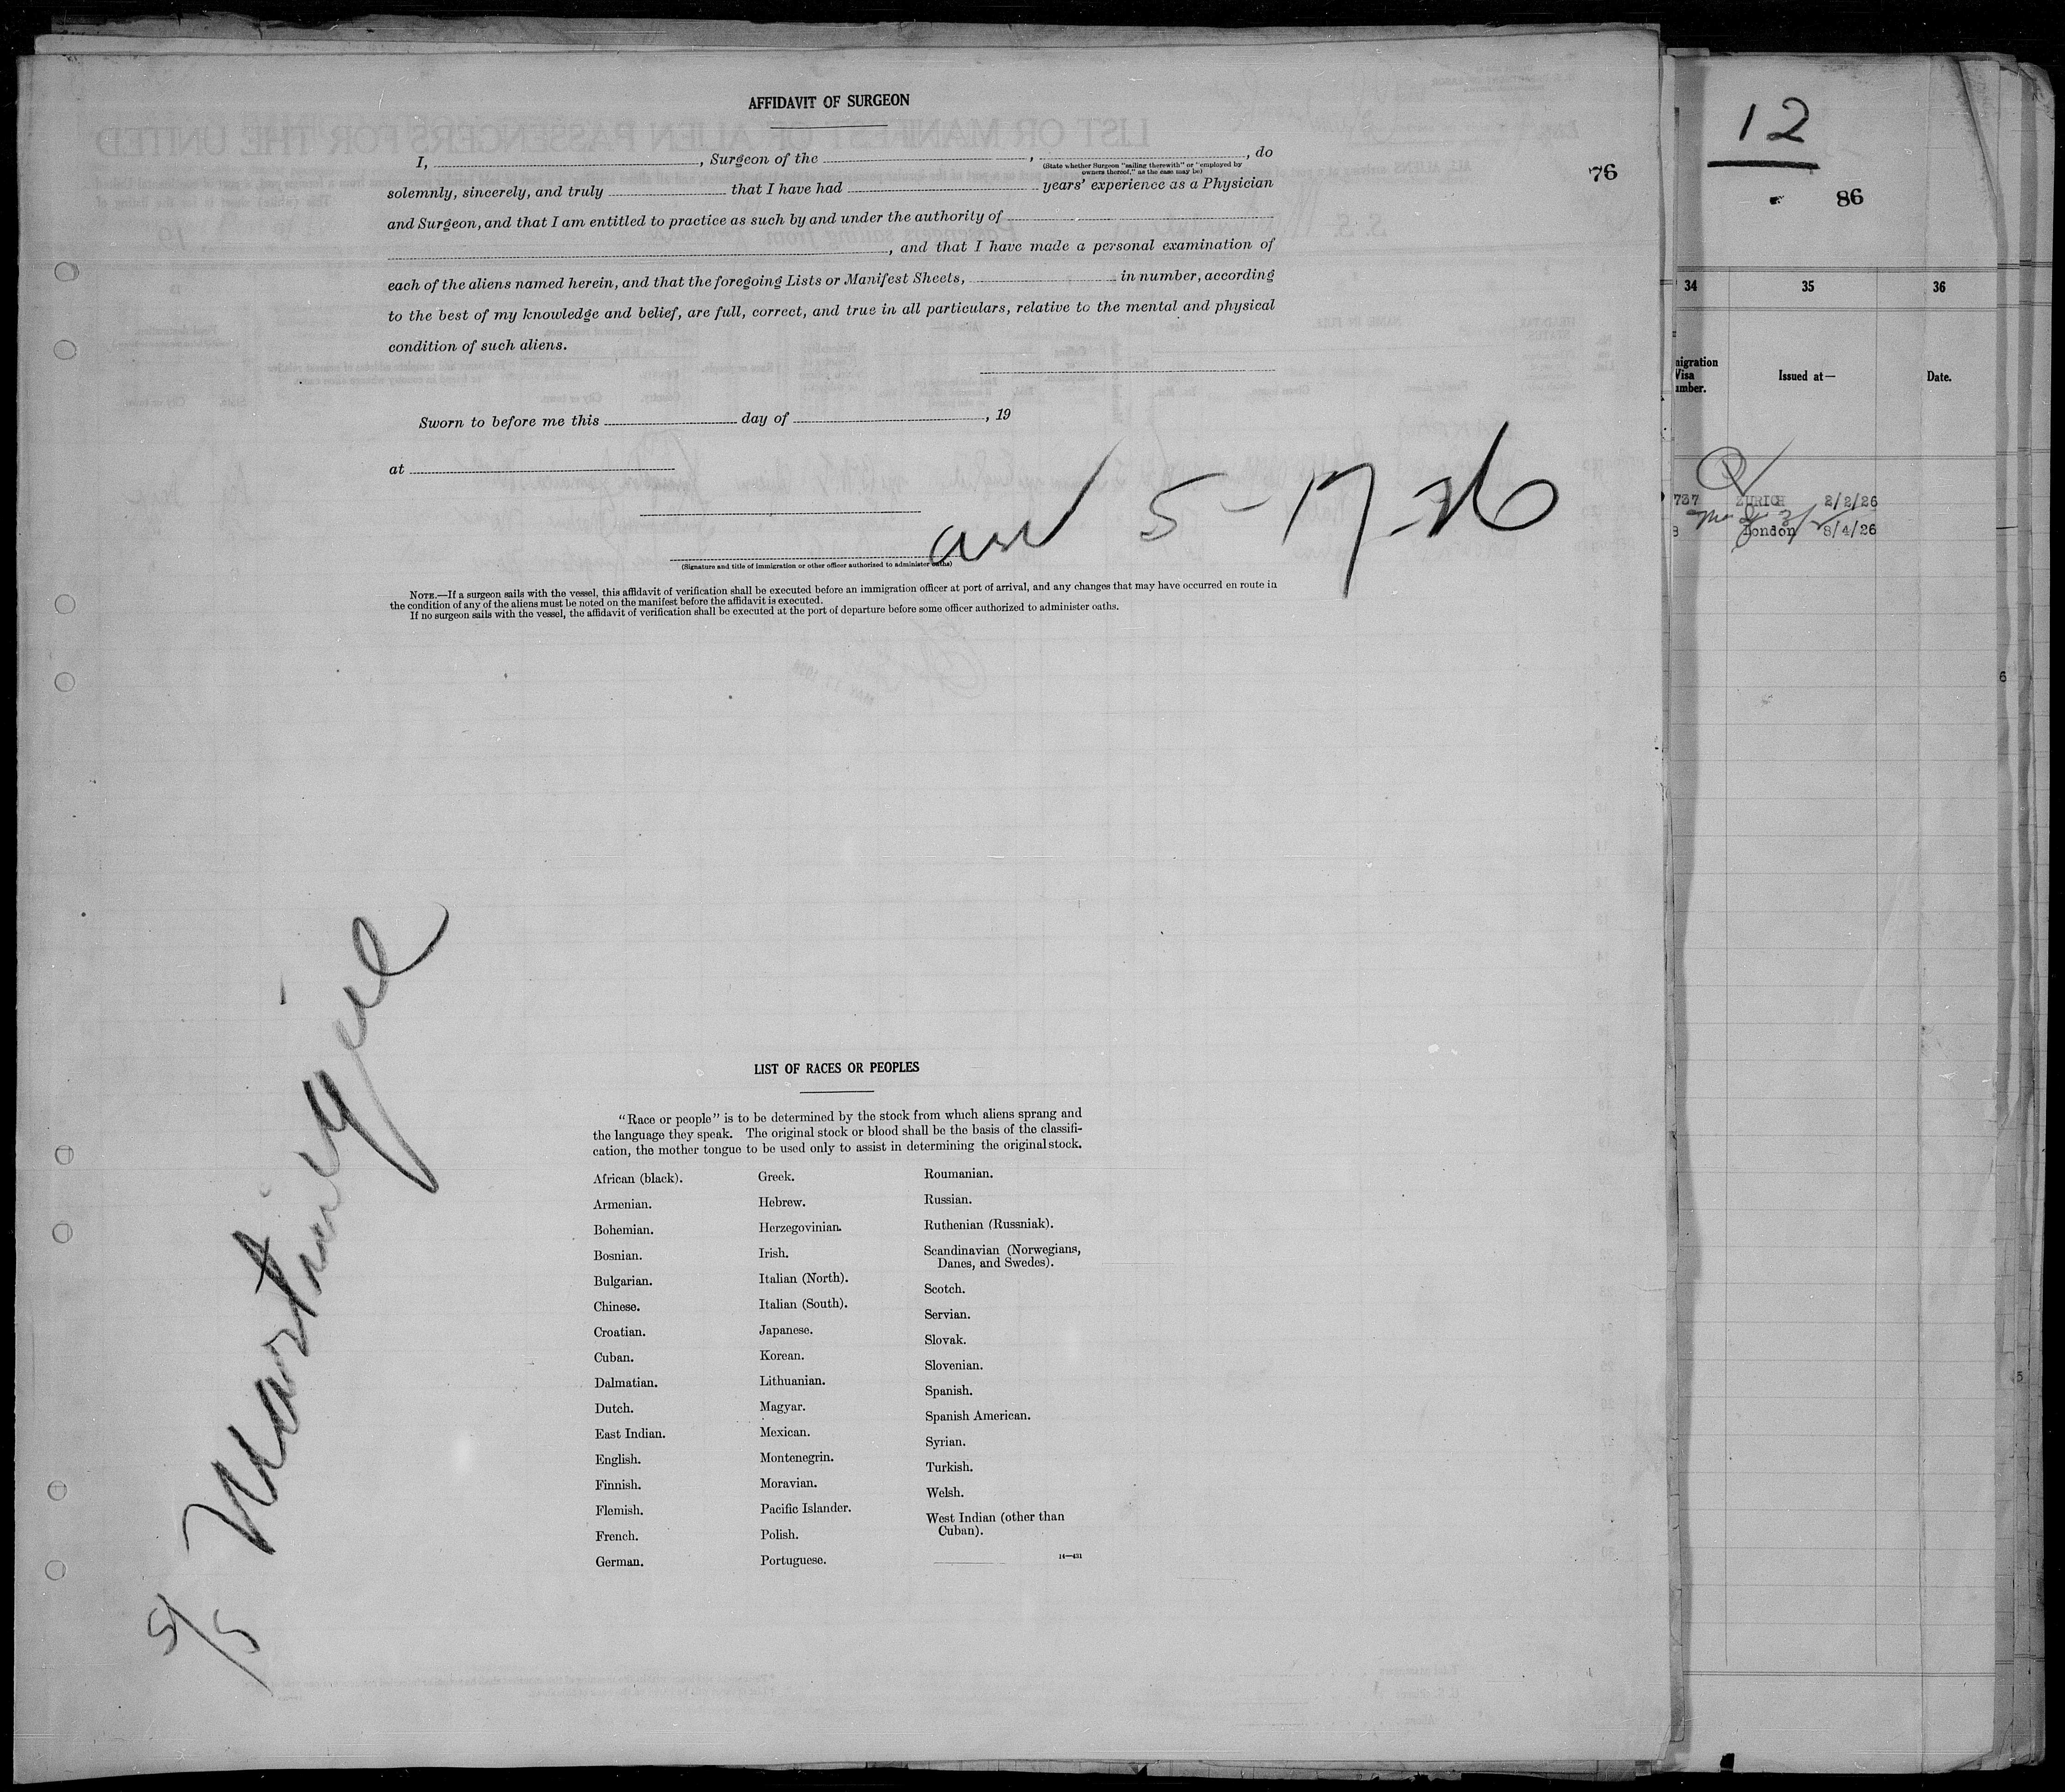 AFFIDAVIT OF SURGEON
I, , Surgeon of the , , do
(State whether Surgeon "sailing therewith" or "employed by
owners thereof," as the case may be)
solemnly, sincerely, and truly that I have had years' experience as a Physician
and Surgeon, and that I am entitled to practice as such by and under the authority of
, and that I have made a personal examination of
each of the aliens named herein, and that the foregoing Lists or Manifest Sheets, in number, according
to the best of my knowledge and belief, are full, correct, and true in all particulars, relative to the mental and physical
condition of such aliens.
Sworn to before me this day of , 19
at
5-17-26
(Signature and title of immigration or other officer authorized to administer oaths)
NOTE.—If a surgeon sails with the vessel, this affidavit of verification shall be executed before an immigration officer at port of arrival, and any changes that may have occurred en route in
the condition of any of the aliens must be noted on the manifest before the affidavit is executed.
If no surgeon sails with the vessel, the affidavit of verification shall be executed at the port of departure before some officer authorized to administer oaths.
76
Martinique
5/5
LIST OF RACES OR PEOPLES
"Race or people" is to be determined by the stock from which aliens sprang and
the language they speak. The original stock or blood shall be the basis of the classifi-
cation, the mother tongue to be used only to assist in determining the original stock.
African (black).
Armenian.
Bohemian.
Bosnian.
Bulgarian.
Chinese.
Croatian.
Cuban.
Dalmatian.
Dutch.
East Indian.
English.
Finnish.
Flemish.
French.
German.
Greek.
Hebrew.
Herzegovinian.
Irish.
Italian (North).
Italian (South).
Japanese.
Korean.
Lithuanian.
Magyar.
Mexican.
Montenegrin.
Moravian.
Pacific Islander.
Polish.
Portuguese.
Roumanian.
Russian.
Ruthenian (Russniak).
Scandinavian (Norwegians,
Danes, and Swedes).
Scotch.
Servian.
Slovak.
Slovenian.
Spanish.
Spanish American.
Syrian.
Turkish.
Welsh.
West Indian (other than
Cuban).
14—431
12
86
34 35 36
migration
Visa
umber.
Issued at—
Date.
737 ZURICH 2/2/26
8 London 8/4/26
6
5